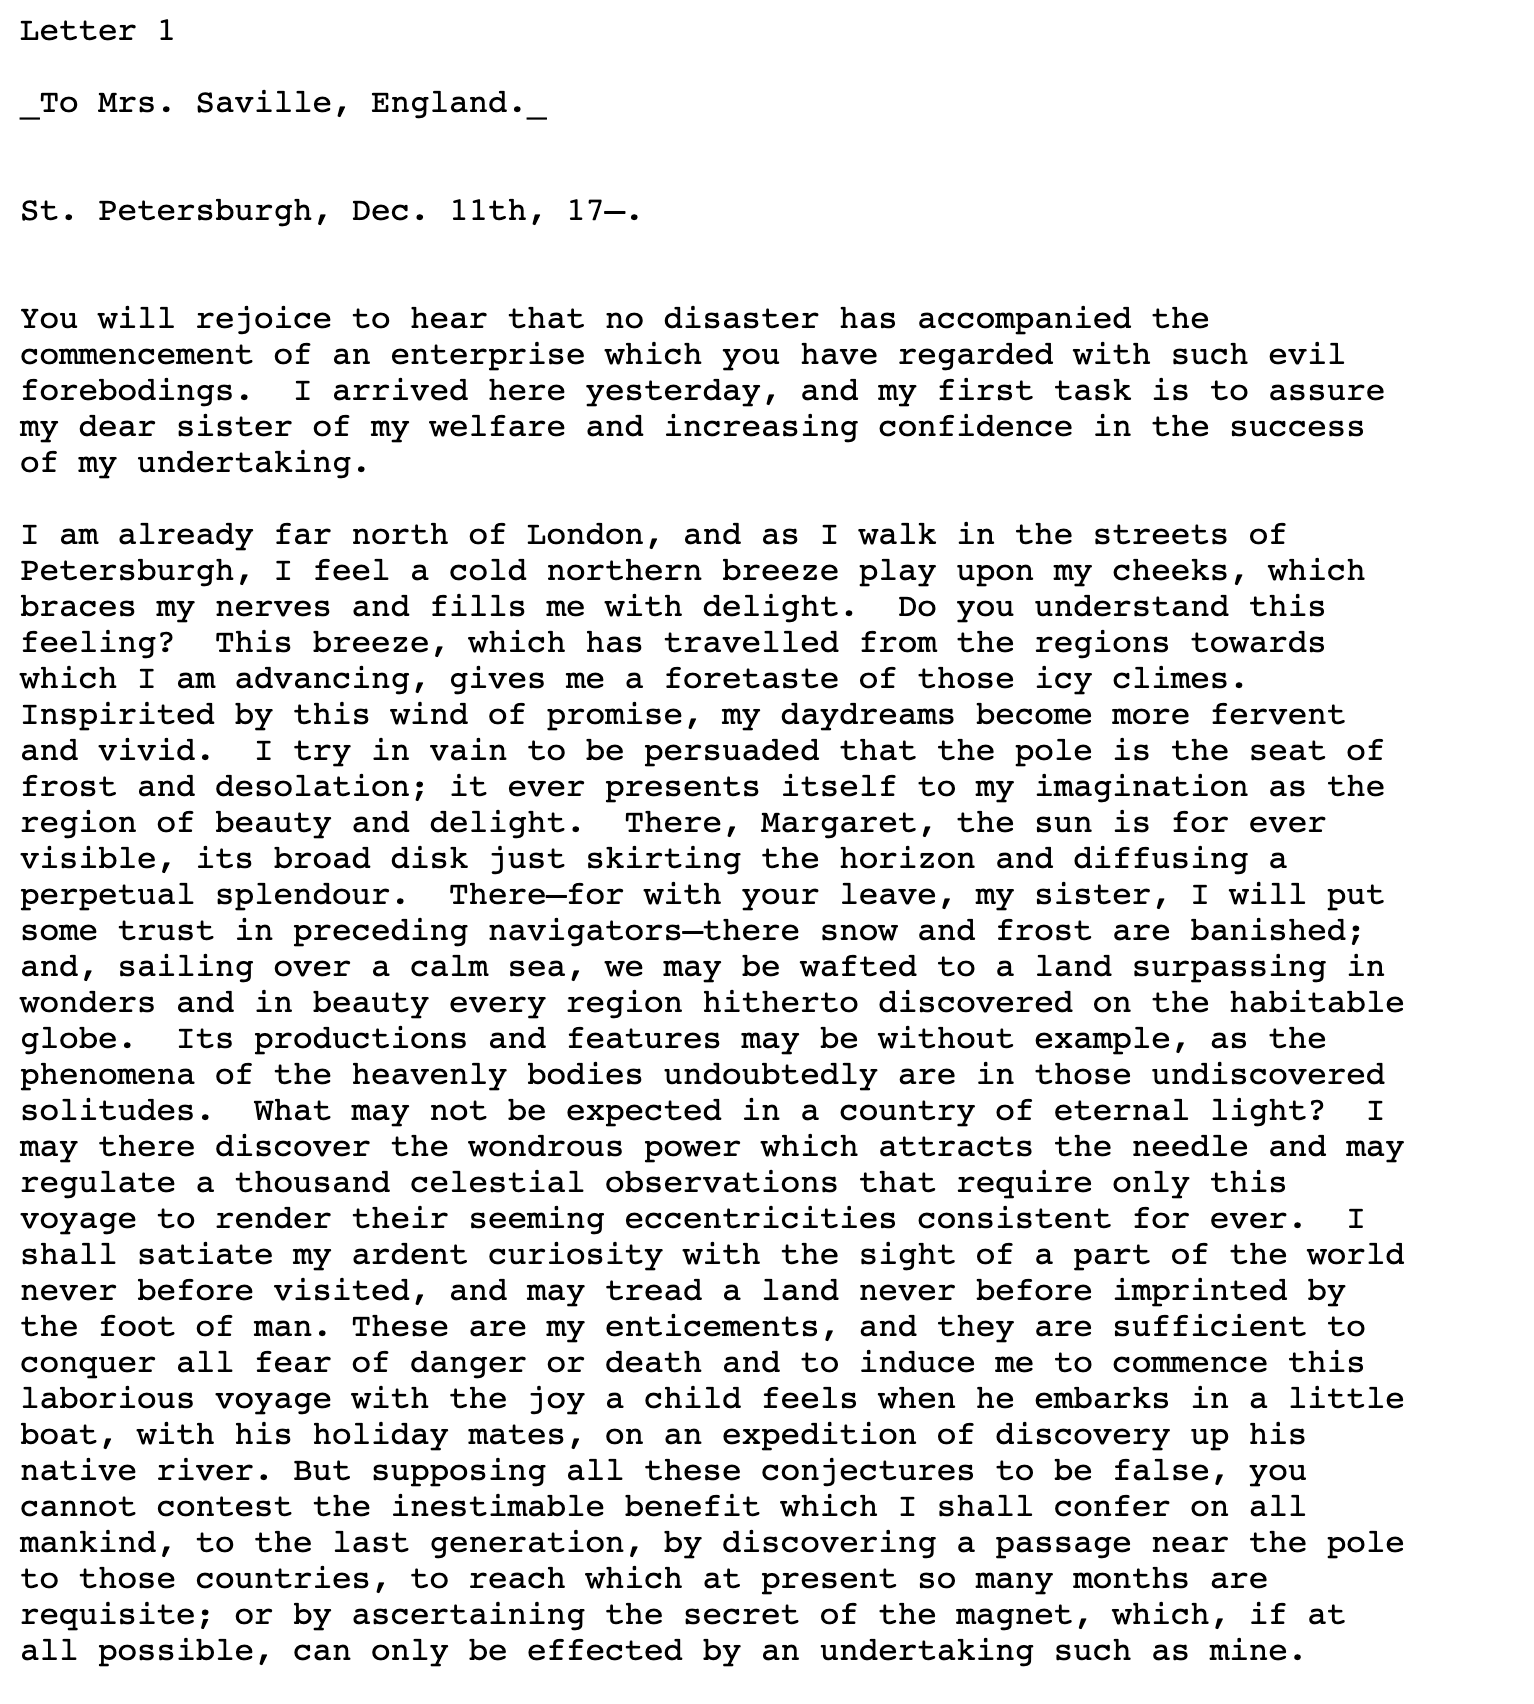 Letter 1
_To Mrs. Saville, England._
St. Petersburgh, Dec. 11th, 17—.
You will rejoice to hear that no disaster has accompanied the
commencement of an enterprise which you have regarded with such evil
forebodings.  I arrived here yesterday, and my first task is to assure
my dear sister of my welfare and increasing confidence in the success
of my undertaking.
I am already far north of London, and as I walk in the streets of
Petersburgh, I feel a cold northern breeze play upon my cheeks, which
braces my nerves and fills me with delight.  Do you understand this
feeling?  This breeze, which has travelled from the regions towards
which I am advancing, gives me a foretaste of those icy climes.
Inspirited by this wind of promise, my daydreams become more fervent
and vivid.  I try in vain to be persuaded that the pole is the seat of
frost and desolation; it ever presents itself to my imagination as the
region of beauty and delight.  There, Margaret, the sun is for ever
visible, its broad disk just skirting the horizon and diffusing a
perpetual splendour.  There—for with your leave, my sister, I will put
some trust in preceding navigators—there snow and frost are banished;
and, sailing over a calm sea, we may be wafted to a land surpassing in
wonders and in beauty every region hitherto discovered on the habitable
globe.  Its productions and features may be without example, as the
phenomena of the heavenly bodies undoubtedly are in those undiscovered
solitudes.  What may not be expected in a country of eternal light?  I
may there discover the wondrous power which attracts the needle and may
regulate a thousand celestial observations that require only this
voyage to render their seeming eccentricities consistent for ever.  I
shall satiate my ardent curiosity with the sight of a part of the world
never before visited, and may tread a land never before imprinted by
the foot of man. These are my enticements, and they are sufficient to
conquer all fear of danger or death and to induce me to commence this
laborious voyage with the joy a child feels when he embarks in a little
boat, with his holiday mates, on an expedition of discovery up his
native river. But supposing all these conjectures to be false, you
cannot contest the inestimable benefit which I shall confer on all
mankind, to the last generation, by discovering a passage near the pole
to those countries, to reach which at present so many months are
requisite; or by ascertaining the secret of the magnet, which, if at
all possible, can only be effected by an undertaking such as mine.